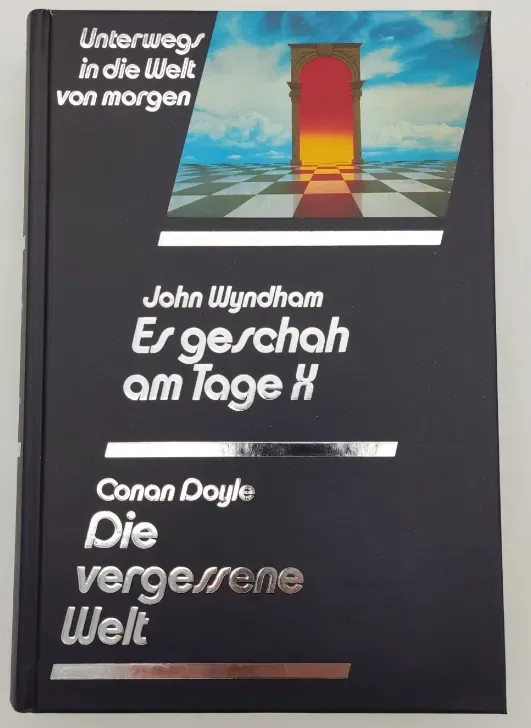 Unterwegs
in die Welt
von morgen
John Wyndham
Es geschah
am Tage X
Conan Doyle
Die
vergessene
Welt